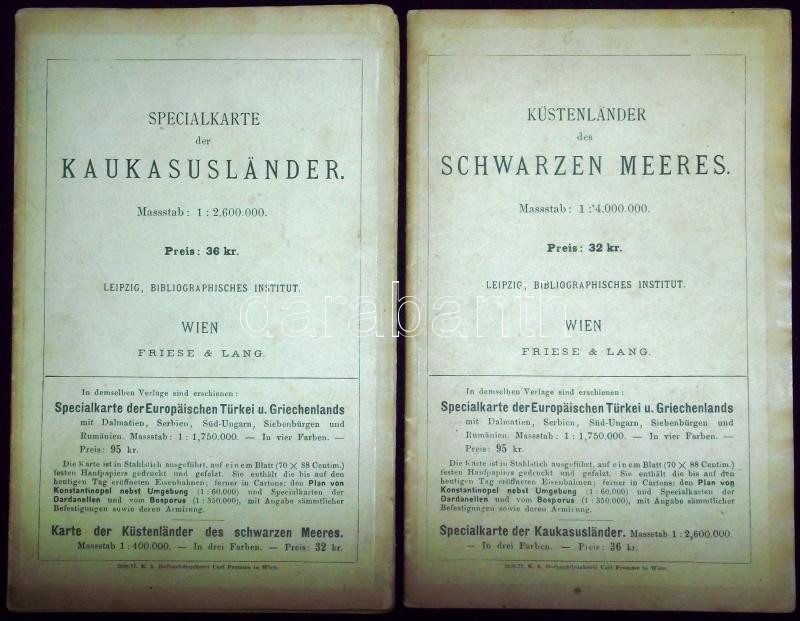 SPECIALKARTE
der
KAUKASUSLÄNDER.
Massstab: 1 : 2,600.000.
Preis: 36 kr.
LEIPZIG, BIBLIOGRAPHISCHES INSTITUT.
WIEN
FRIESE & LANG.
In demselben Verlage sind erschienen:
Specialkarte der Europäischen Türkei u. Griechenlands
mit Dalmatien, Serbien, Süd-Ungarn, Siebenbürgen und
Rumänien. Massstab: 1 : 1,750.000. — In vier Farben. —
Preis: 95 kr.
Die Karte ist in Stahlstich ausgeführt, auf einem Blatt (70 × 88 Centim.)
festen Hanfpapiers gedruckt und gefalzt. Sie enthält die bis auf den
heutigen Tag eröffneten Eisenbahnen; ferner in Cartons: den Plan von
Konstantinopel nebst Umgebung (1 : 60,000) und Specialkarten der
Dardanellen und vom Bosporus (1 : 350,000), mit Angabe sämmtlicher
Befestigungen sowie deren Armirung.
Karte der Küstenländer des schwarzen Meeres.
Massstab 1 : 400.000. — In drei Farben. — Preis: 32 kr.
K. k. Hofbuchdruckerei Carl Fromme in Wien.
KÜSTENLÄNDER
des
SCHWARZEN MEERES.
Massstab: 1 : 4.000.000.
Preis: 32 kr.
LEIPZIG, BIBLIOGRAPHISCHES INSTITUT.
WIEN
FRIESE & LANG.
In demselben Verlage sind erschienen:
Specialkarte der Europäischen Türkei u. Griechenlands
mit Dalmatien, Serbien, Süd-Ungarn, Siebenbürgen und
Rumänien. Massstab: 1 : 1,750.000. — In vier Farben. —
Preis: 95 kr.
Die Karte ist in Stahlstich ausgeführt, auf einem Blatt (70 × 88 Centim.)
festen Hanfpapiers gedruckt und gefalzt. Sie enthält die bis auf den
heutigen Tag eröffneten Eisenbahnen; ferner in Cartons: den Plan von
Konstantinopel nebst Umgebung (1 : 60,000) und Specialkarten der
Dardanellen und vom Bosporus (1 : 350,000), mit Angabe sämmtlicher
Befestigungen sowie deren Armirung.
Specialkarte der Kaukasusländer. Massstab 1 : 2,600.000.
— In drei Farben. — Preis: 36 kr.
K. k. Hofbuchdruckerei Carl Fromme in Wien.
darabanth